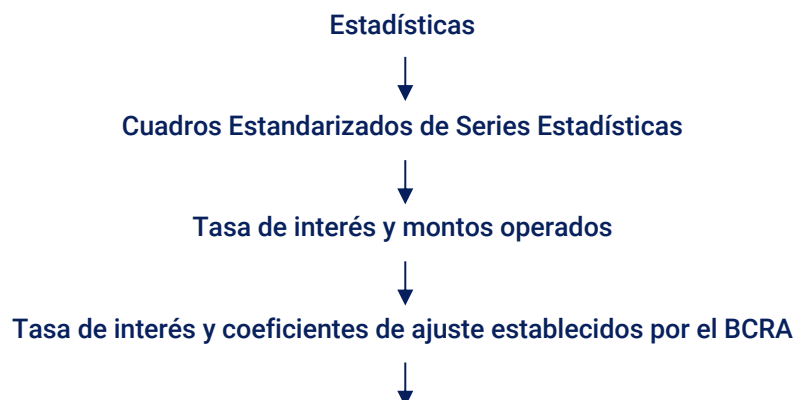 Estadísticas
Cuadros Estandarizados de Series Estadísticas
Tasa de interés y montos operados
Tasa de interés y coeficientes de ajuste establecidos por el BCRA